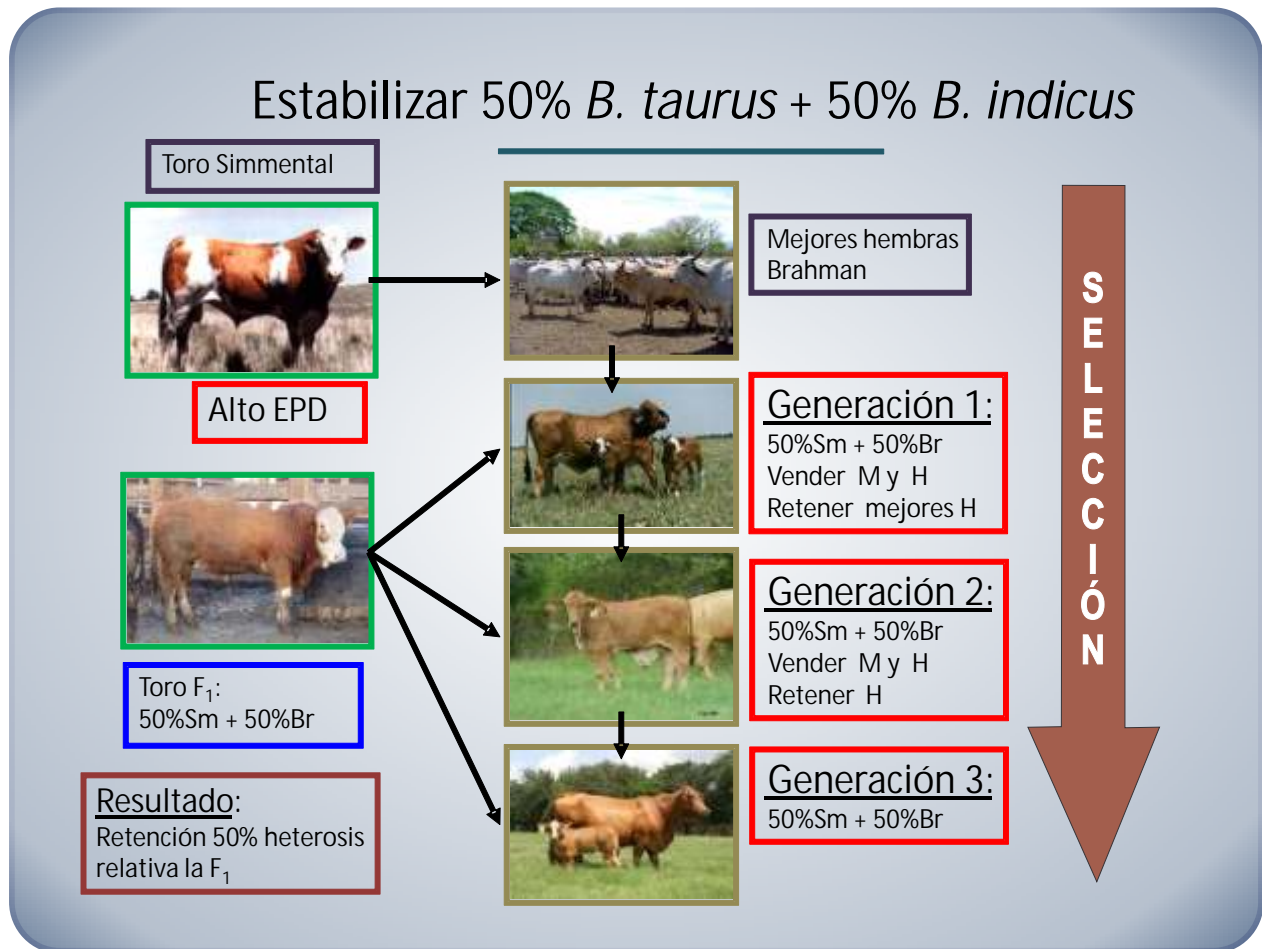 Estabilizar 50% B. taurus + 50% B. indicus
Toro Simmental
Mejores hembras
Brahman
Alto EPD
Generación 1:
50%Sm + 50%Br
Vender M y H
Retener mejores H
Toro F₁:
50%Sm + 50%Br
Generación 2:
50%Sm + 50%Br
Vender M y H
Retener H
Resultado:
Retención 50% heterosis
relativa la F₁
Generación 3:
50%Sm + 50%Br
SELECCIÓN